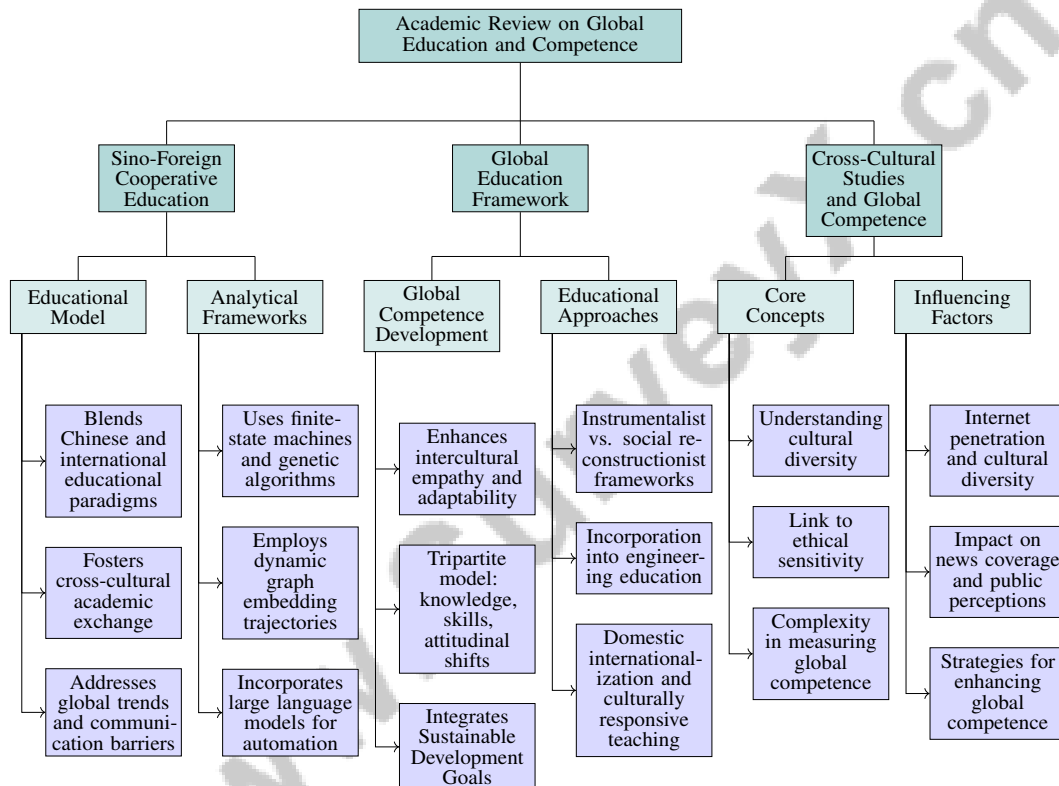 Academic Review on Global
Education and Competence
Sino-Foreign
Cooperative
Education
Global
Education
Framework
Cross-Cultural
Studies
and Global
Competence
Educational
Model
Analytical
Frameworks
Global
Competence
Development
Educational
Approaches
Core
Concepts
Influencing
Factors
Blends
Chinese and
international
educational
paradigms
Fosters
cross-cultural
academic
exchange
Addresses
global trends
and communi-
cation barriers
Uses finite-
state machines
and genetic
algorithms
Employs
dynamic
graph
embedding
trajectories
Incorporates
large language
models for
automation
Enhances
intercultural
empathy and
adaptability
Tripartite
model:
knowledge,
skills,
attitudinal
shifts
Integrates
Sustainable
Development
Goals
Instrumentalist
vs. social re-
constructionist
frameworks
Incorporation
into engineer-
ing education
Domestic
international-
ization and
culturally
responsive
teaching
Understanding
cultural
diversity
Link to
ethical
sensitivity
Complexity
in measuring
global
competence
Internet
penetration
and cultural
diversity
Impact on
news coverage
and public
perceptions
Strategies for
enhancing
global
competence
www.Surveyx.cn